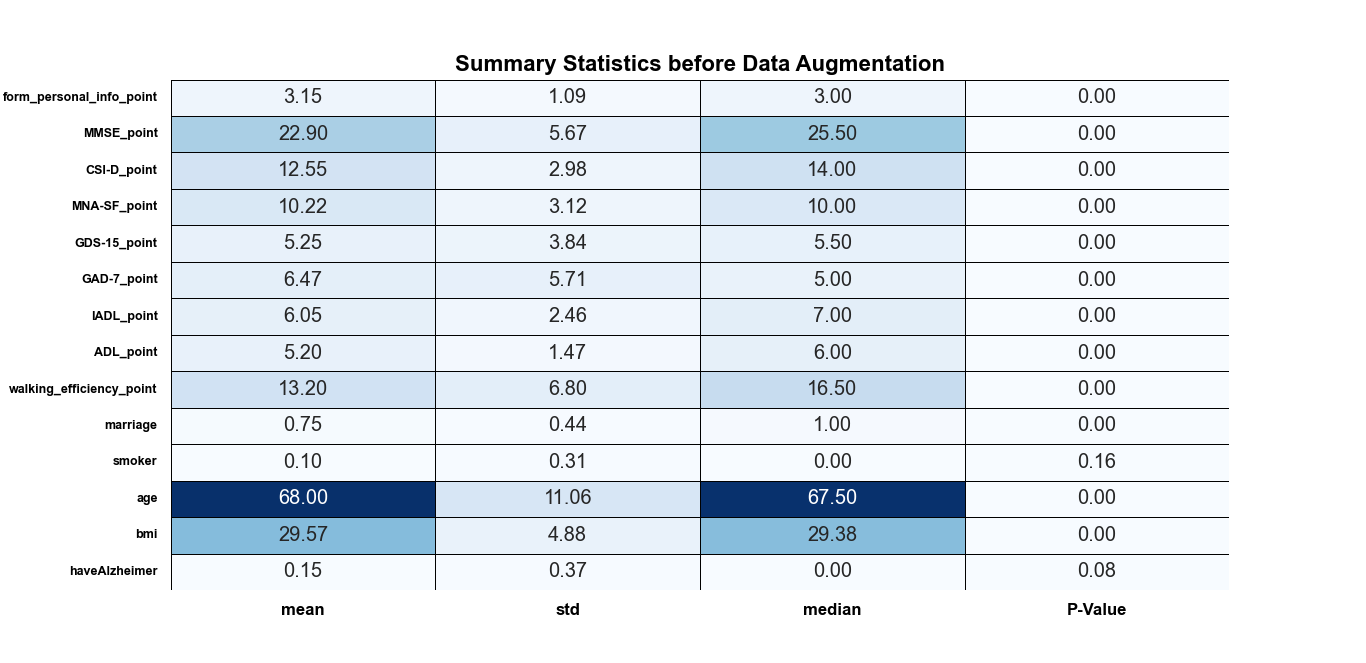 Summary Statistics before Data Augmentation
form_personal_info_point 3.15 1.09 3.00 0.00
MMSE_point 22.90 5.67 25.50 0.00
CSI-D_point 12.55 2.98 14.00 0.00
MNA-SF_point 10.22 3.12 10.00 0.00
GDS-15_point 5.25 3.84 5.50 0.00
GAD-7_point 6.47 5.71 5.00 0.00
IADL_point 6.05 2.46 7.00 0.00
ADL_point 5.20 1.47 6.00 0.00
walking_efficiency_point 13.20 6.80 16.50 0.00
marriage 0.75 0.44 1.00 0.00
smoker 0.10 0.31 0.00 0.16
age 68.00 11.06 67.50 0.00
bmi 29.57 4.88 29.38 0.00
haveAlzheimer 0.15 0.37 0.00 0.08
mean std median P-Value